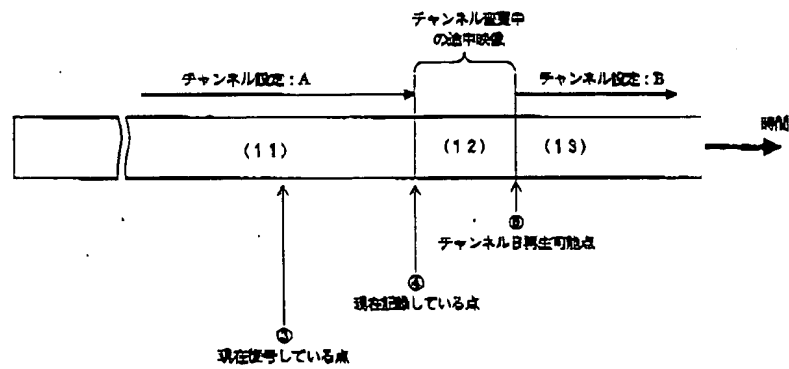 チャンネル変更中
の途中映像
チャンネル設定:A
チャンネル設定:B
時間
(11)
(12)
(13)
チャンネルB再生可能点
④
現在記録している点
現在復号している点